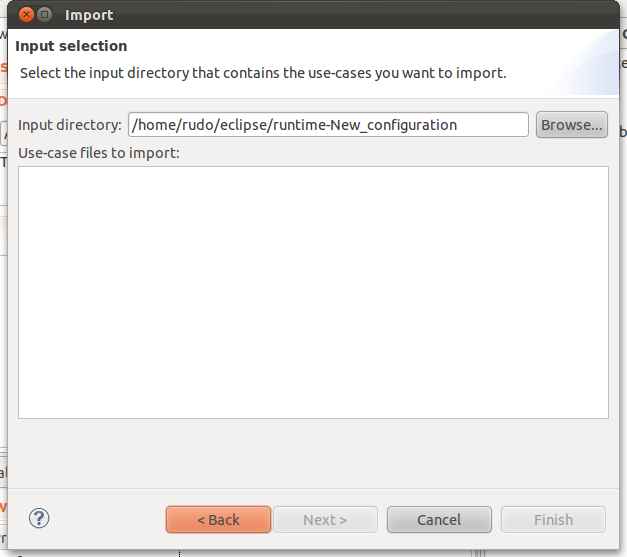 Import
Input selection
Select the input directory that contains the use-cases you want to import.
Input directory: /home/rudo/eclipse/runtime-New_configuration Browse...
Use-case files to import:
? < Back Next > Cancel Finish